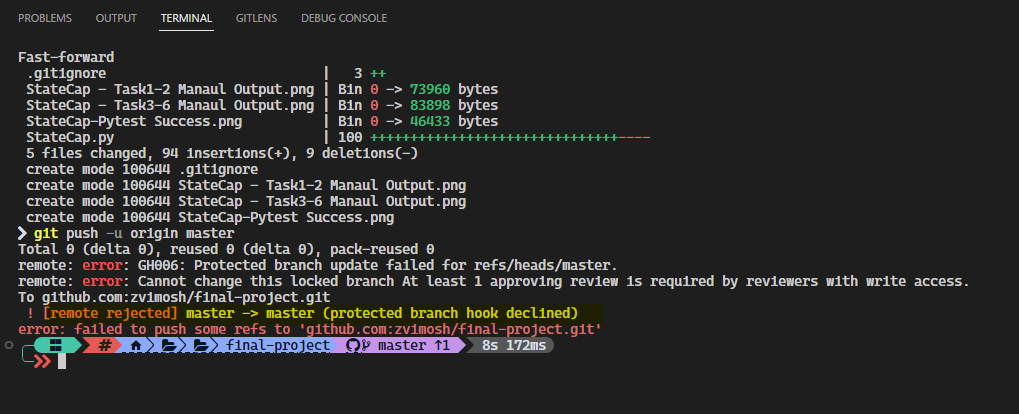 PROBLEMS OUTPUT TERMINAL GITLENS DEBUG CONSOLE
Fast-forward
.gitignore | 3 ++
StateCap - Task1-2 Manaul Output.png | Bin 0 -> 73960 bytes
StateCap - Task3-6 Manaul Output.png | Bin 0 -> 83898 bytes
StateCap-Pytest Success.png | Bin 0 -> 46433 bytes
StateCap.py | 100 +++++++++++++++++++++++++++++++----
5 files changed, 94 insertions(+), 9 deletions(-)
create mode 100644 .gitignore
create mode 100644 StateCap - Task1-2 Manaul Output.png
create mode 100644 StateCap - Task3-6 Manaul Output.png
create mode 100644 StateCap-Pytest Success.png
❯ git push -u origin master
Total 0 (delta 0), reused 0 (delta 0), pack-reused 0
remote: error: GH006: Protected branch update failed for refs/heads/master.
remote: error: Cannot change this locked branch At least 1 approving review is required by reviewers with write access.
To github.com:zvimosh/final-project.git
! [remote rejected] master -> master (protected branch hook declined)
error: failed to push some refs to 'github.com:zvimosh/final-project.git'
# final-project master ↑1 8s 172ms